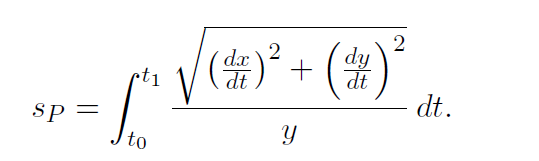 $$s_P = \int_{t_0}^{t_1} \frac{\sqrt{\left(\frac{dx}{dt}\right)^2 + \left(\frac{dy}{dt}\right)^2}}{y} \, dt.$$